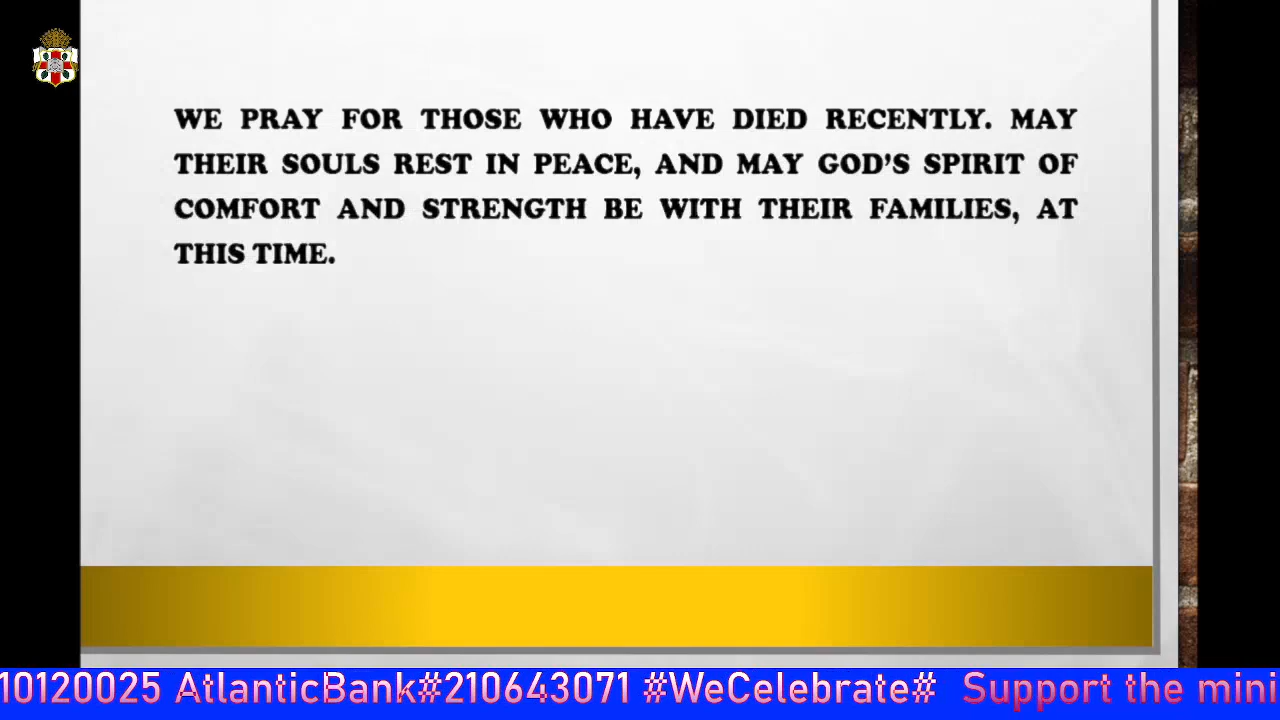 WE PRAY FOR THOSE WHO HAVE DIED RECENTLY. MAY
THEIR SOULS REST IN PEACE, AND MAY GOD'S SPIRIT OF
COMFORT AND STRENGTH BE WITH THEIR FAMILIES, AT
THIS TIME.
10120025 AtlanticBank#210643071 #WeCelebrate# Support the mini